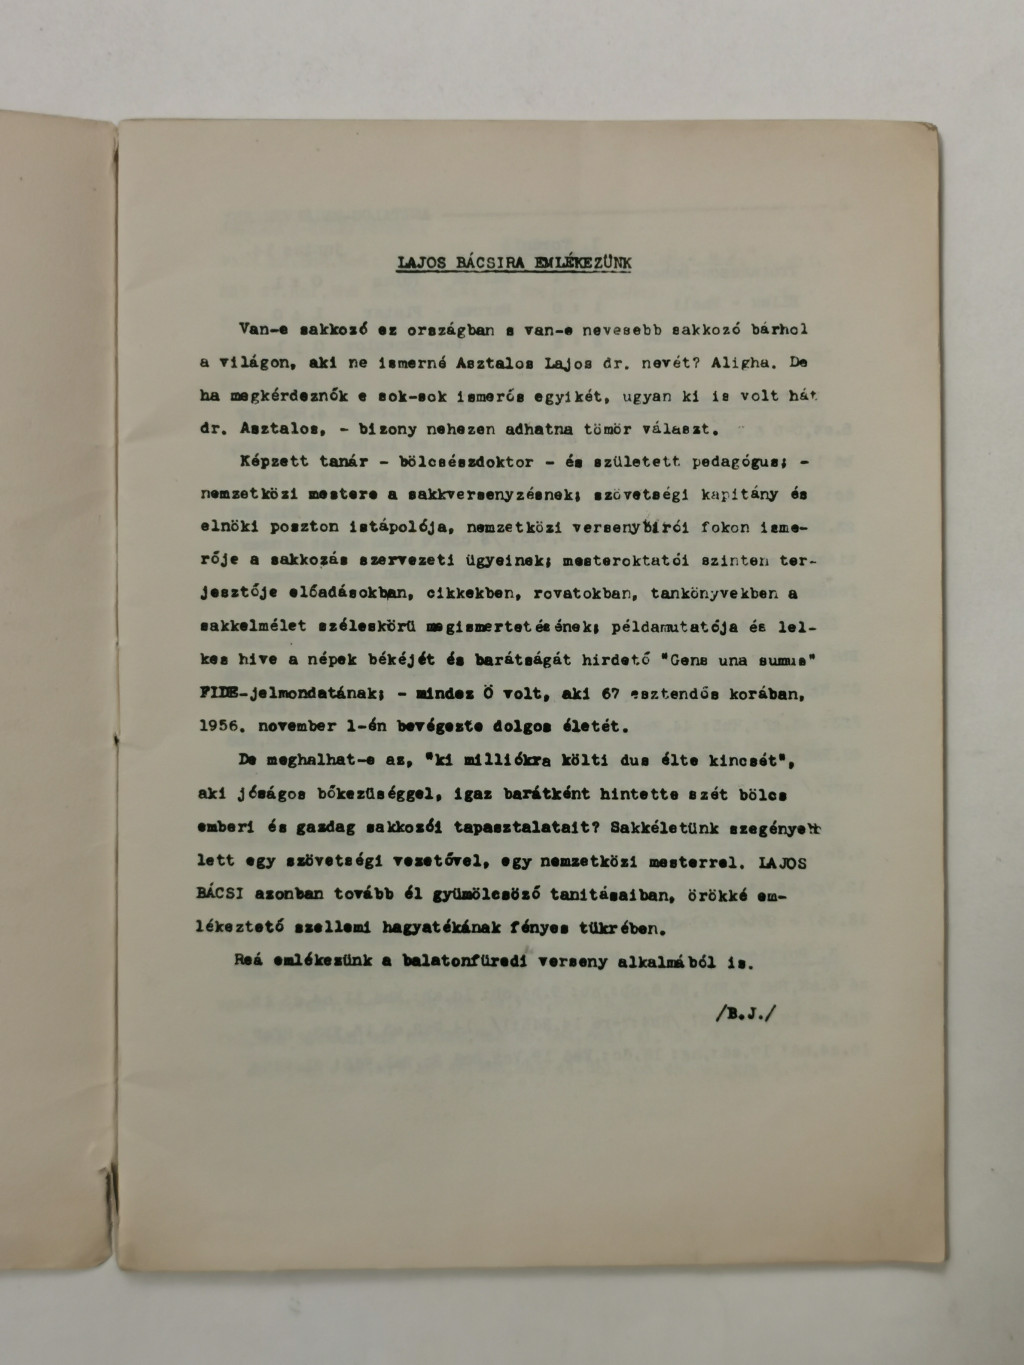 LAJOS BÁCSIRA EMLÉKEZÜNK
Van-e sakkozó ez országban s van-e nevesebb sakkozó bárhol
a világon, aki ne ismerné Asztalos Lajos dr. nevét? Aligha. De
ha megkérdeznők e sok-sok ismerős egyikét, ugyan ki is volt hát
dr. Asztalos, - bizony nehezen adhatna tömör választ.
Képzett tanár - bölcsészdoktor - és született pedagógus; -
nemzetközi mestere a sakkversenyzésnek; szövetségi kapitány és
elnöki poszton istápolója, nemzetközi versenybirói fokon isme-
rője a sakkozás szervezeti ügyeinek; mesteroktatói szinten ter-
jesztője előadásokban, cikkekben, rovatokban, tankönyvekben a
sakkelmélet széleskörü megismertetésének; példamutatója és lel-
kes hive a népek békéjét és barátságát hirdető "Gens una sumus"
FIDE-jelmondatának; - mindez Ő volt, aki 67 esztendős korában,
1956. november 1-én bevégezte dolgos életét.
De meghalhat-e az, "ki milliókra költi dus élte kincsét",
aki jóságos bőkezüséggel, igaz barátként hintette szét bölcs
emberi és gazdag sakkozói tapasztalatait? Sakkéletünk szegényebb
lett egy szövetségi vezetővel, egy nemzetközi mesterrel. LAJOS
BÁCSI azonban tovább él gyümölcsöző tanitásaiban, örökké em-
lékeztető szellemi hagyatékának fényes tükrében.
Reá emlékezünk a balatonfüredi verseny alkalmából is.
/B.J./